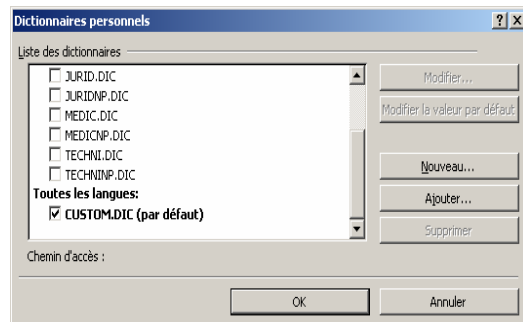 Dictionnaires personnels
Liste des dictionnaires
JURID.DIC
JURIDNP.DIC
MEDIC.DIC
MEDICNP.DIC
TECHNI.DIC
TECHNINP.DIC
Toutes les langues:
CUSTOM.DIC (par défaut)
Modifier...
Modifier la valeur par défaut
Nouveau...
Ajouter...
Supprimer
Chemin d'accès :
OK
Annuler